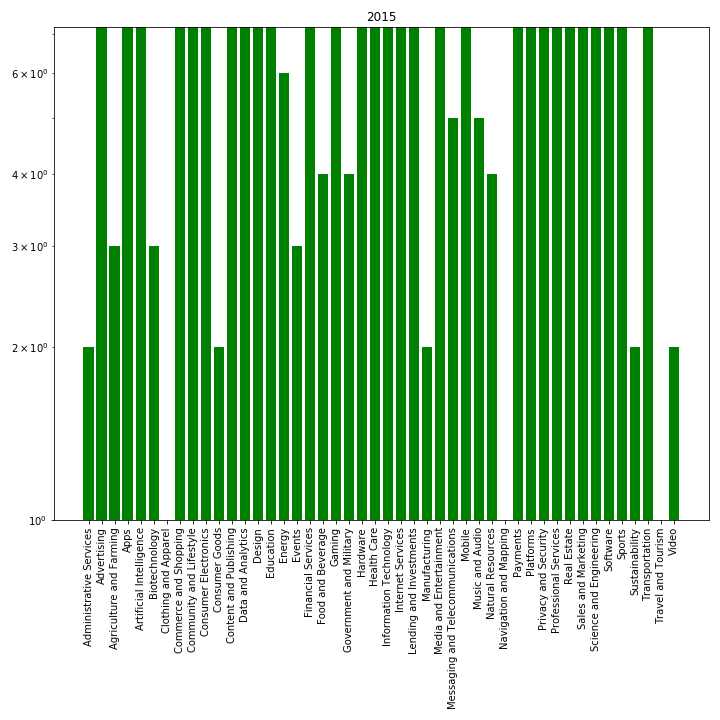 2015
6 × 10⁰
4 × 10⁰
3 × 10⁰
2 × 10⁰
10⁰
Administrative Services
Advertising
Agriculture and Farming
Apps
Artificial Intelligence
Biotechnology
Clothing and Apparel
Commerce and Shopping
Community and Lifestyle
Consumer Electronics
Consumer Goods
Content and Publishing
Data and Analytics
Design
Education
Energy
Events
Financial Services
Food and Beverage
Gaming
Government and Military
Hardware
Health Care
Information Technology
Internet Services
Lending and Investments
Manufacturing
Media and Entertainment
Messaging and Telecommunications
Mobile
Music and Audio
Natural Resources
Navigation and Mapping
Payments
Platforms
Privacy and Security
Professional Services
Real Estate
Sales and Marketing
Science and Engineering
Software
Sports
Sustainability
Transportation
Travel and Tourism
Video